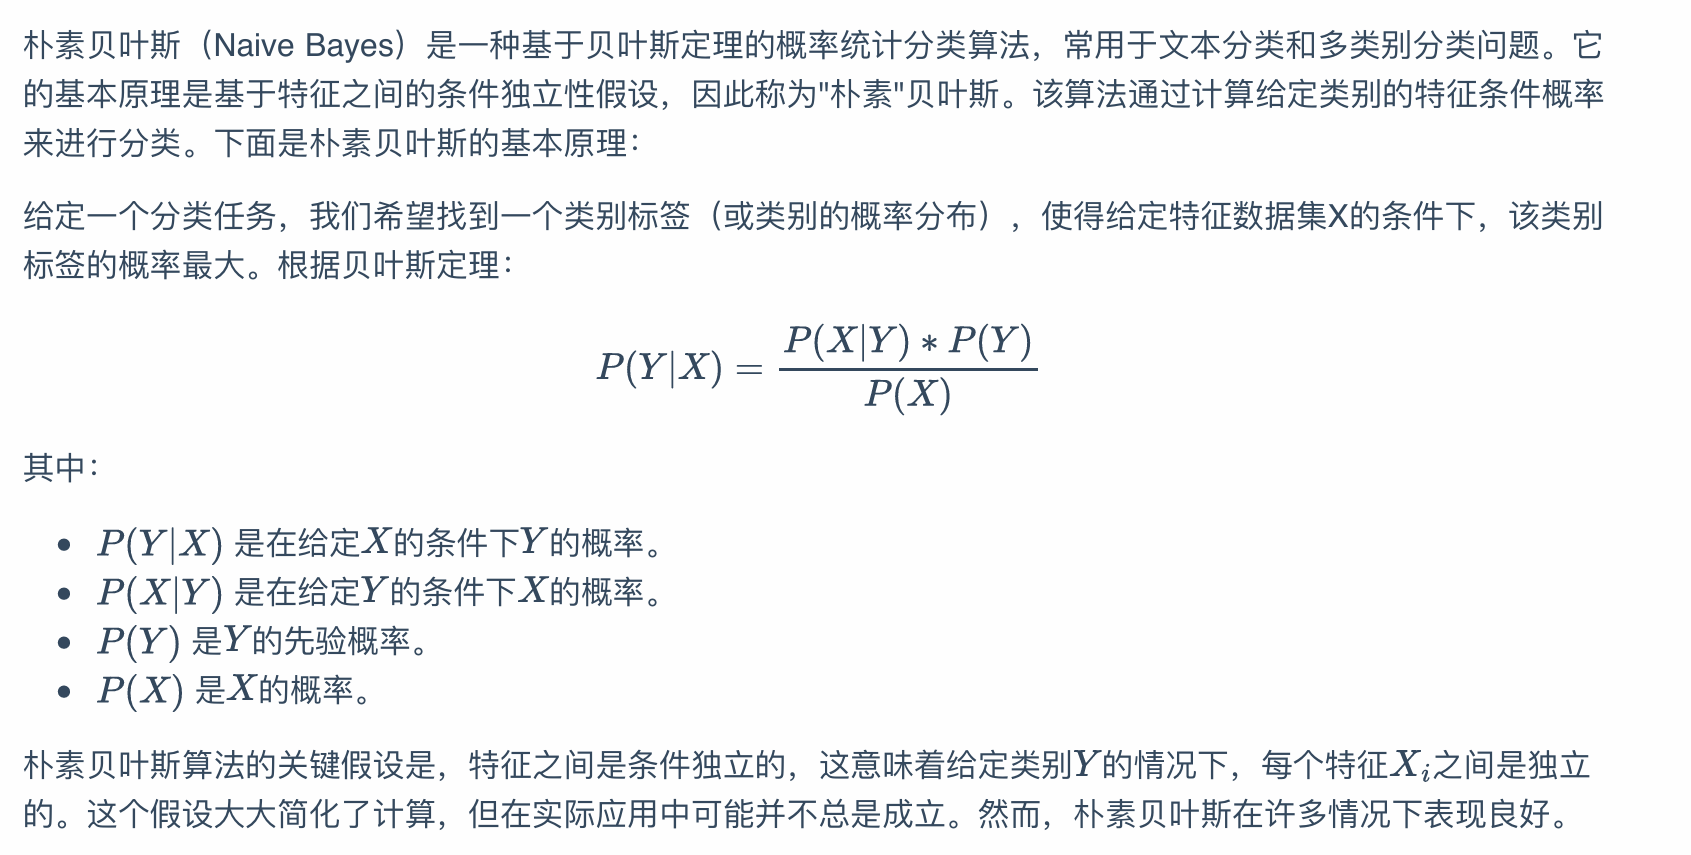 朴素贝叶斯（Naive Bayes）是一种基于贝叶斯定理的概率统计分类算法，常用于文本分类和多类别分类问题。它
的基本原理是基于特征之间的条件独立性假设，因此称为"朴素"贝叶斯。该算法通过计算给定类别的特征条件概率
来进行分类。下面是朴素贝叶斯的基本原理：
给定一个分类任务，我们希望找到一个类别标签（或类别的概率分布），使得给定特征数据集X的条件下，该类别
标签的概率最大。根据贝叶斯定理：
P(Y|X) = \frac{P(X|Y) * P(Y)}{P(X)}
其中：
• P(Y|X) 是在给定X的条件下Y的概率。
• P(X|Y) 是在给定Y的条件下X的概率。
• P(Y) 是Y的先验概率。
• P(X) 是X的概率。
朴素贝叶斯算法的关键假设是，特征之间是条件独立的，这意味着给定类别Y的情况下，每个特征X_i之间是独立
的。这个假设大大简化了计算，但在实际应用中可能并不总是成立。然而，朴素贝叶斯在许多情况下表现良好。